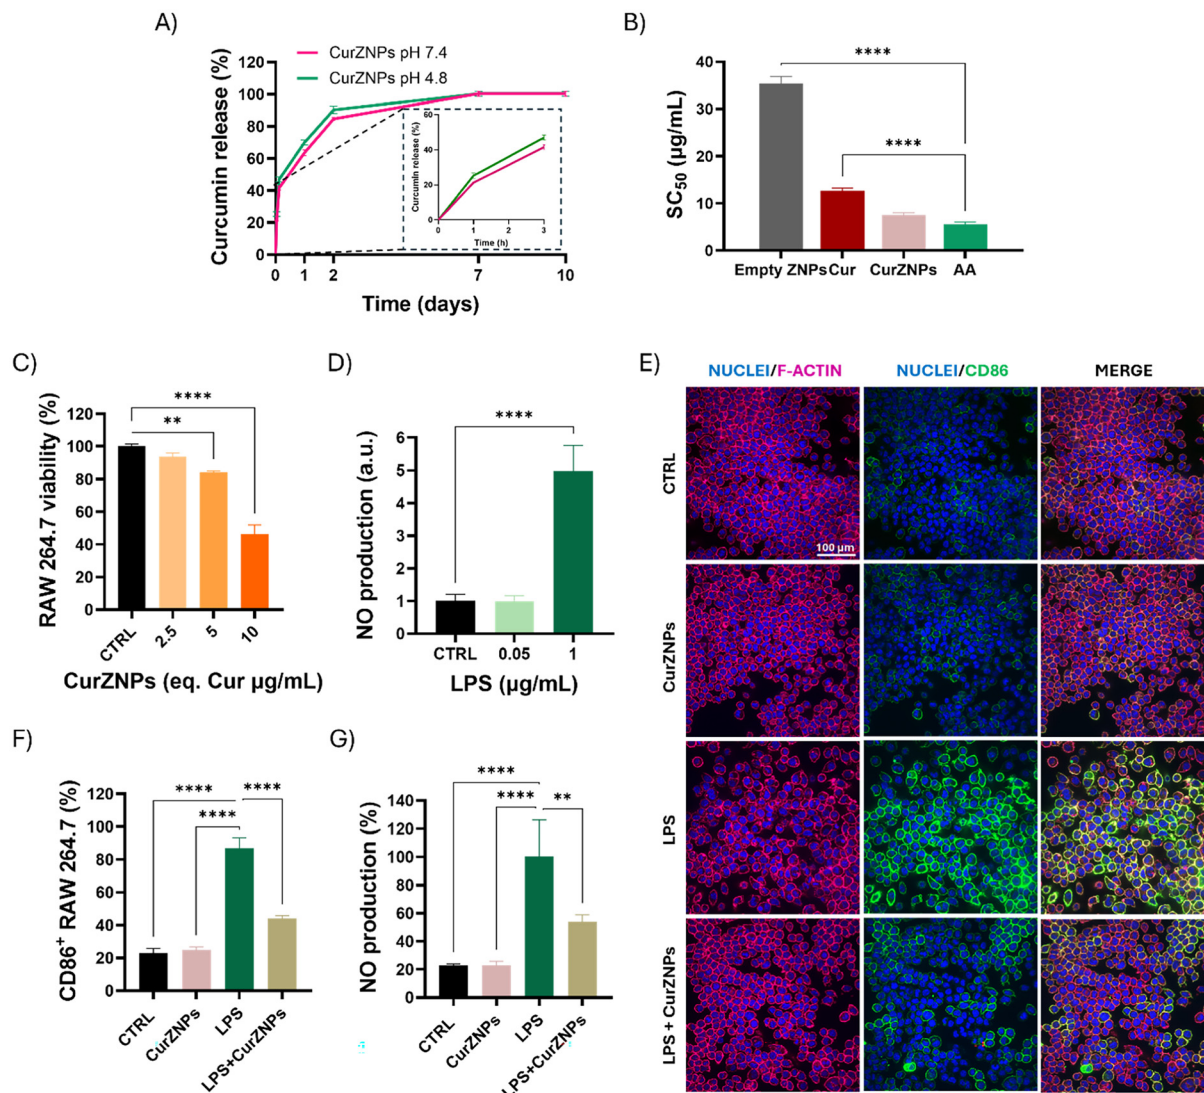 A)
CurZNPs pH 7.4
CurZNPs pH 4.8
Curcumin release (%)
140
120
100
80
60
40
20
0
0 1 2 7 10
Time (days)
Curcumin release (%)
60
40
20
0
0 1 2 3
Time (h)
B)
****
****
SC50 (µg/mL)
40
30
20
10
0
Empty ZNPs Cur CurZNPs AA
C)
****
**
RAW 264.7 viability (%)
120
100
80
60
40
20
0
CTRL 2.5 5 10
CurZNPs (eq. Cur µg/mL)
D)
****
NO production (a.u.)
6
5
4
3
2
1
0
CTRL 0.05 1
LPS (µg/mL)
E)
NUCLEI/F-ACTIN NUCLEI/CD86 MERGE
CTRL
100 µm
CurZNPs
LPS
LPS + CurZNPs
F)
**** ****
****
CD86+ RAW 264.7 (%)
120
100
80
60
40
20
0
CTRL CurZNPs LPS LPS+CurZNPs
G)
****
**** **
NO production (%)
140
120
100
80
60
40
20
0
CTRL CurZNPs LPS LPS+CurZNPs